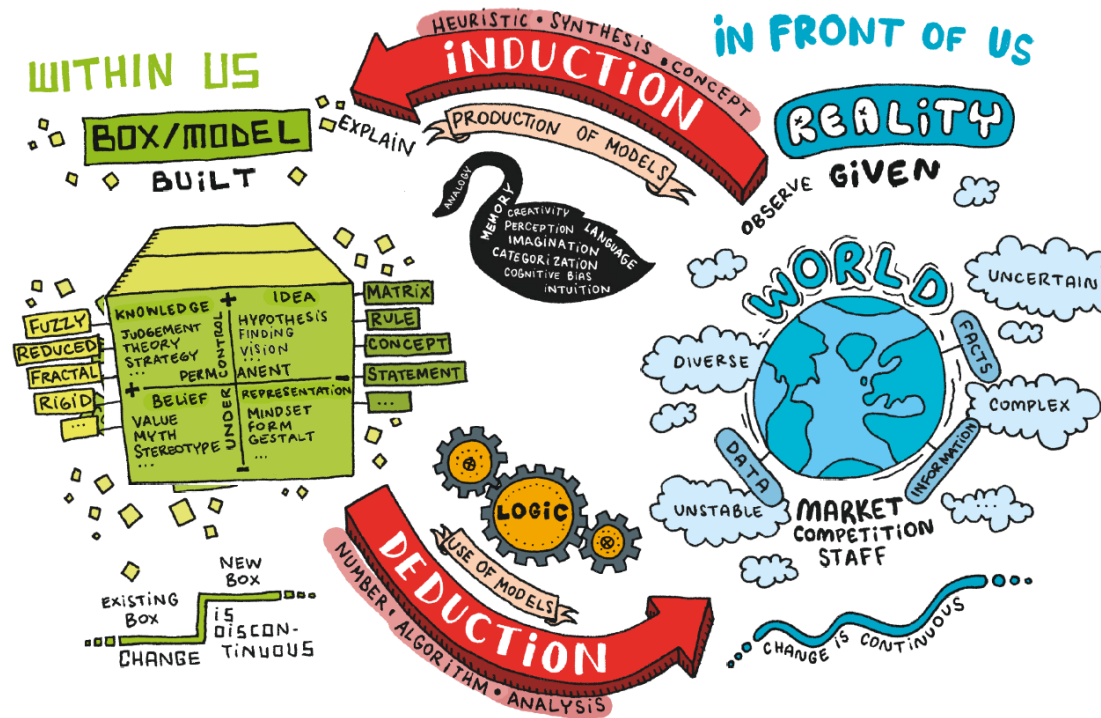 WITHIN US
BOX/MODEL
BUILT
HEURISTIC • SYNTHESIS • CONCEPT
INDUCTION
PRODUCTION OF MODELS
EXPLAIN
IN FRONT OF US
REALITY
GIVEN
OBSERVE
ANALOGY
MEMORY
LANGUAGE
CREATIVITY
PERCEPTION
IMAGINATION
CATEGORIZATION
COGNITIVE BIAS
INTUITION
FUZZY
REDUCED
FRACTAL
RIGID
...
KNOWLEDGE
JUDGEMENT
THEORY
STRATEGY
...
+
IDEA
HYPOTHESIS
FINDING
VISION
...
UNDER CONTROL
+ PERMANENT -
BELIEF
VALUE
MYTH
STEREOTYPE
...
REPRESENTATION
MINDSET
FORM
GESTALT
...
-
MATRIX
RULE
CONCEPT
STATEMENT
...
WORLD
UNCERTAIN
DIVERSE
FACTS
COMPLEX
DATA
INFORMATION
UNSTABLE
...
MARKET
COMPETITION
STAFF
LOGIC
USE OF MODELS
DEDUCTION
NUMBER • ALGORITHM • ANALYSIS
NEW
BOX
EXISTING
BOX
CHANGE
IS
DISCON-
TINUOUS
CHANGE IS CONTINUOUS